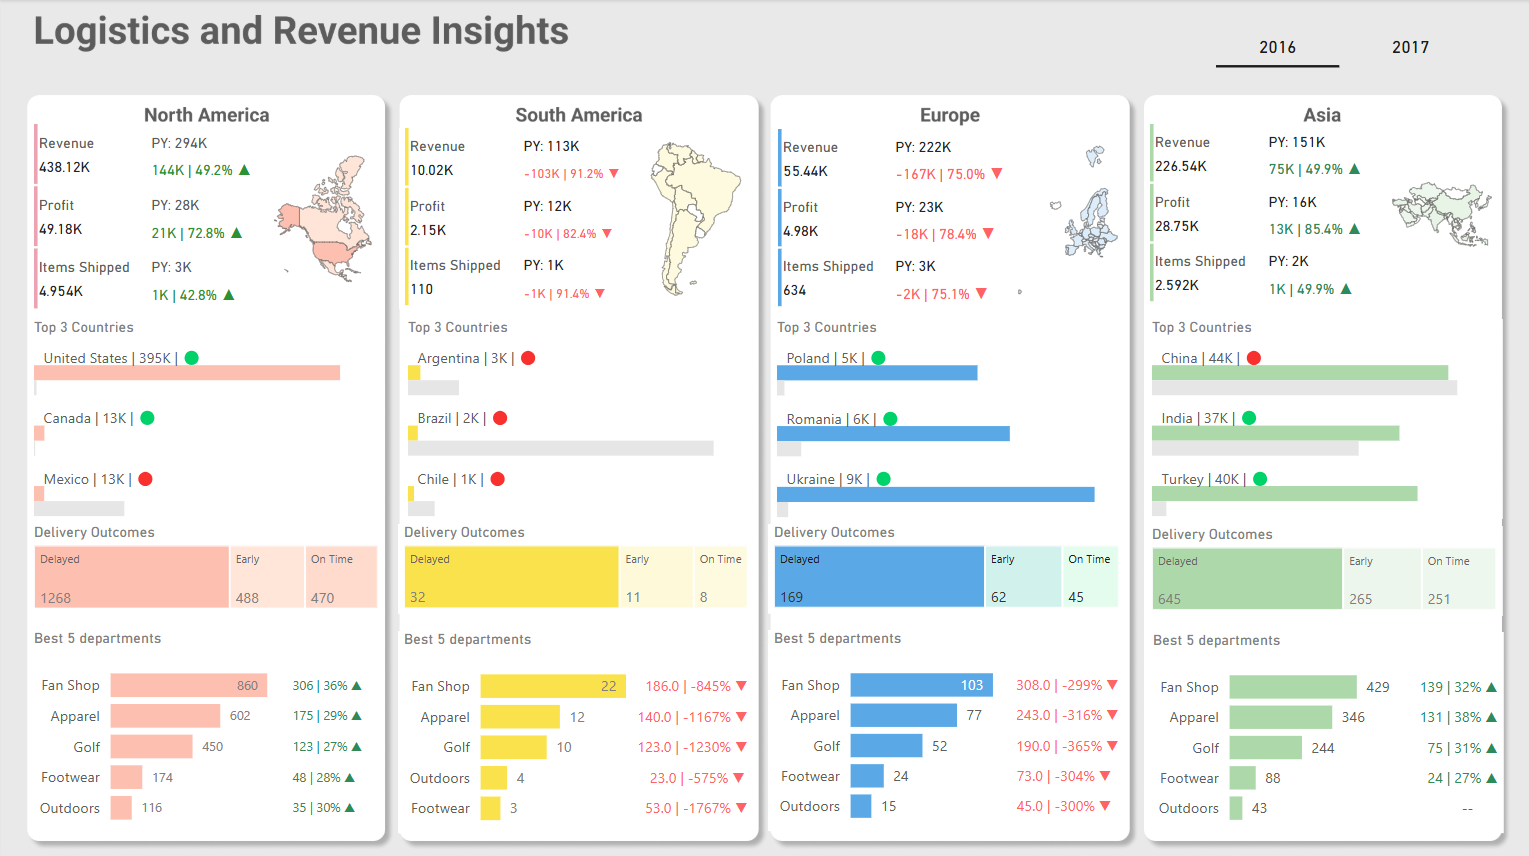 Logistics and Revenue Insights
2016 2017
North America
Revenue PY: 294K
438.12K 144K | 49.2% ▲
Profit PY: 28K
49.18K 21K | 72.8% ▲
Items Shipped PY: 3K
4.954K 1K | 42.8% ▲
Top 3 Countries
United States | 395K |
Canada | 13K |
Mexico | 13K |
Delivery Outcomes
Delayed Early On Time
1268 488 470
Best 5 departments
Fan Shop 860 306 | 36% ▲
Apparel 602 175 | 29% ▲
Golf 450 123 | 27% ▲
Footwear 174 48 | 28% ▲
Outdoors 116 35 | 30% ▲
South America
Revenue PY: 113K
10.02K -103K | 91.2% ▼
Profit PY: 12K
2.15K -10K | 82.4% ▼
Items Shipped PY: 1K
110 -1K | 91.4% ▼
Top 3 Countries
Argentina | 3K |
Brazil | 2K |
Chile | 1K |
Delivery Outcomes
Delayed Early On Time
32 11 8
Best 5 departments
Fan Shop 22 186.0 | -845% ▼
Apparel 12 140.0 | -1167% ▼
Golf 10 123.0 | -1230% ▼
Outdoors 4 23.0 | -575% ▼
Footwear 3 53.0 | -1767% ▼
Europe
Revenue PY: 222K
55.44K -167K | 75.0% ▼
Profit PY: 23K
4.98K -18K | 78.4% ▼
Items Shipped PY: 3K
634 -2K | 75.1% ▼
Top 3 Countries
Poland | 5K |
Romania | 6K |
Ukraine | 9K |
Delivery Outcomes
Delayed Early On Time
169 62 45
Best 5 departments
Fan Shop 103 308.0 | -299% ▼
Apparel 77 243.0 | -316% ▼
Golf 52 190.0 | -365% ▼
Footwear 24 73.0 | -304% ▼
Outdoors 15 45.0 | -300% ▼
Asia
Revenue PY: 151K
226.54K 75K | 49.9% ▲
Profit PY: 16K
28.75K 13K | 85.4% ▲
Items Shipped PY: 2K
2.592K 1K | 49.9% ▲
Top 3 Countries
China | 44K |
India | 37K |
Turkey | 40K |
Delivery Outcomes
Delayed Early On Time
645 265 251
Best 5 departments
Fan Shop 429 139 | 32% ▲
Apparel 346 131 | 38% ▲
Golf 244 75 | 31% ▲
Footwear 88 24 | 27% ▲
Outdoors 43 --